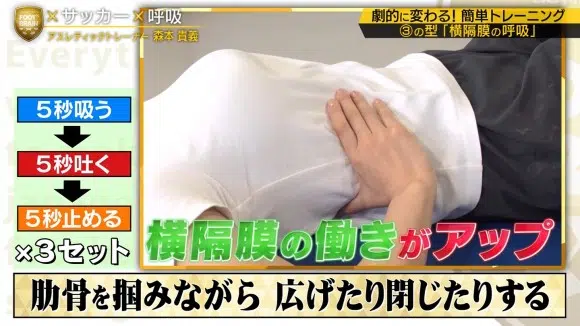 FOOT BRAIN
×サッカー×呼吸
アスレティックトレーナー 森本 貴義
劇的に変わる!簡単トレーニング
③の型「横隔膜の呼吸」
5秒吸う
5秒吐く
5秒止める
×3セット
横隔膜の働きがアップ
肋骨を掴みながら 広げたり閉じたりする